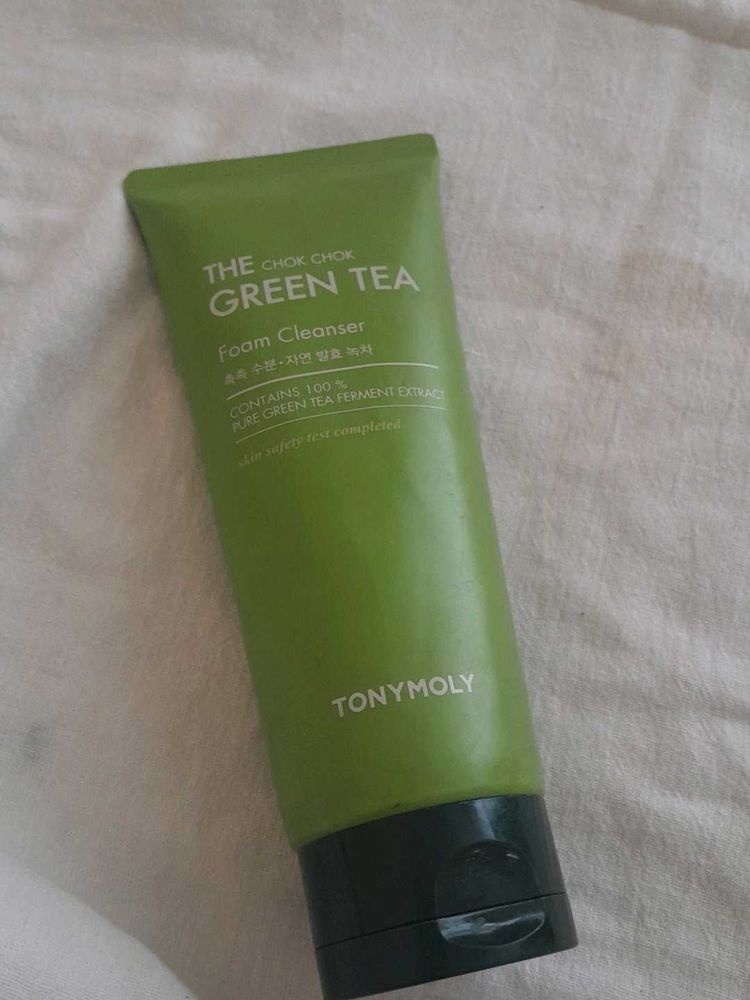 THE CHOK CHOK
GREEN TEA
Foam Cleanser
촉촉 수분·자연 발효 녹차
CONTAINS 100 %
PURE GREEN TEA FERMENT EXTRACT
skin safety test completed
TONYMOLY